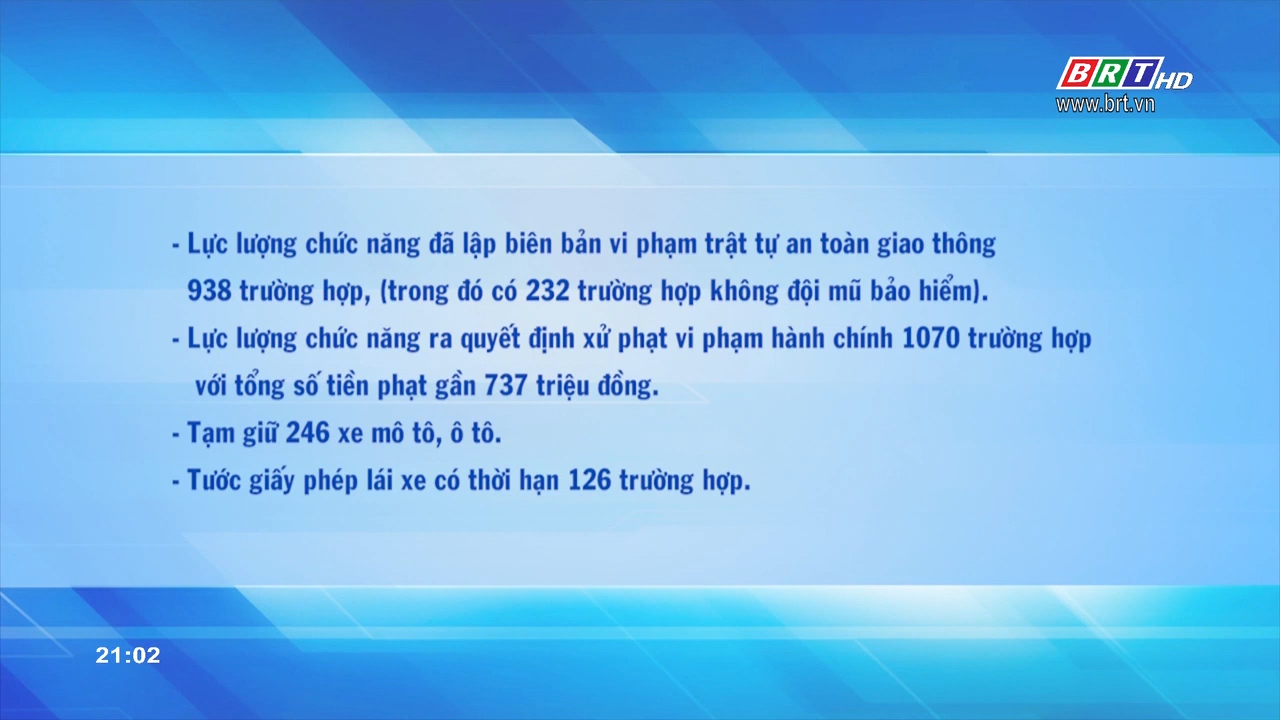 BRT HD
www.brt.vn
- Lực lượng chức năng đã lập biên bản vi phạm trật tự an toàn giao thông
938 trường hợp, (trong đó có 232 trường hợp không đội mũ bảo hiểm).
- Lực lượng chức năng ra quyết định xử phạt vi phạm hành chính 1070 trường hợp
với tổng số tiền phạt gần 737 triệu đồng.
- Tạm giữ 246 xe mô tô, ô tô.
- Tước giấy phép lái xe có thời hạn 126 trường hợp.
21:02